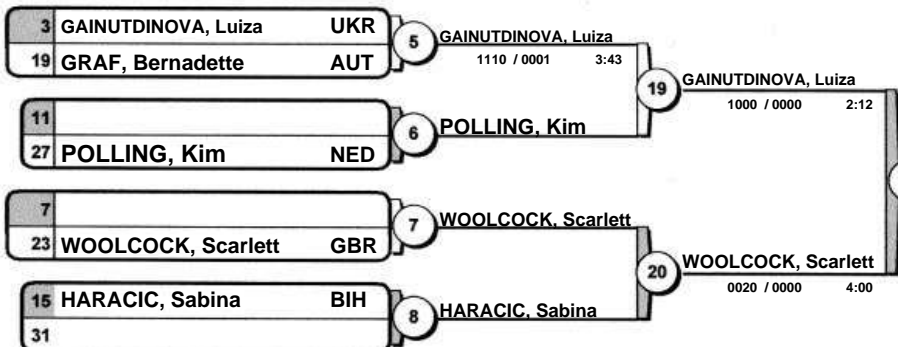 3 GAINUTDINOVA, Luiza UKR
19 GRAF, Bernadette AUT
5
GAINUTDINOVA, Luiza
1110 / 0001 3:43
11
27 POLLING, Kim NED
6
POLLING, Kim
19
GAINUTDINOVA, Luiza
1000 / 0000 2:12
7
23 WOOLCOCK, Scarlett GBR
7
WOOLCOCK, Scarlett
15 HARACIC, Sabina BIH
31
8
HARACIC, Sabina
20
WOOLCOCK, Scarlett
0020 / 0000 4:00